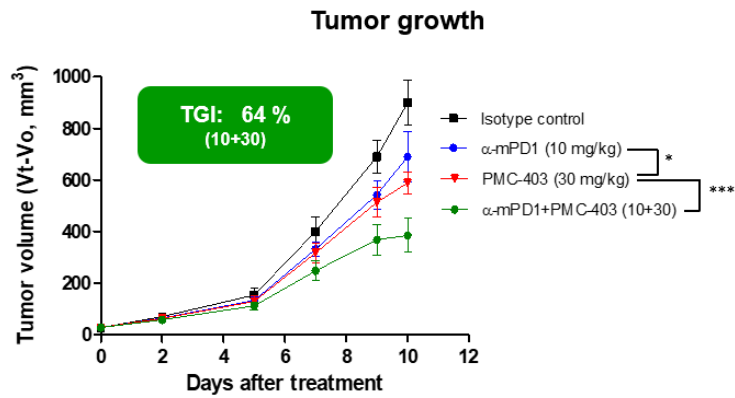 Tumor growth
Tumor volume (Vt-Vo, mm³)
1000
800
600
400
200
0
TGI: 64 %
(10+30)
Isotype control
α-mPD1 (10 mg/kg)
PMC-403 (30 mg/kg)
α-mPD1+PMC-403 (10+30)
*
***
0 2 4 6 8 10 12
Days after treatment